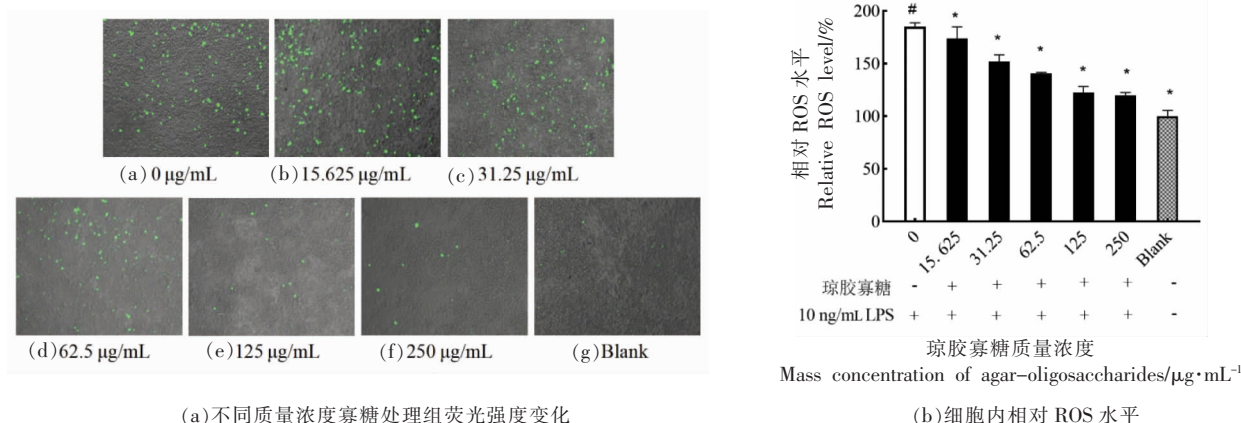 (a) 0 μg/mL
(b) 15.625 μg/mL
(c) 31.25 μg/mL
(d) 62.5 μg/mL
(e) 125 μg/mL
(f) 250 μg/mL
(g) Blank
(a)不同质量浓度寡糖处理组荧光强度变化
相对 ROS 水平
Relative ROS level/%
200
150
100
50
0
# * * * * * *
0 15.625 31.25 62.5 125 250 Blank
琼胶寡糖 - + + + + + -
10 ng/mL LPS + + + + + + -
琼胶寡糖质量浓度
Mass concentration of agar-oligosaccharides/μg·mL⁻¹
(b)细胞内相对 ROS 水平